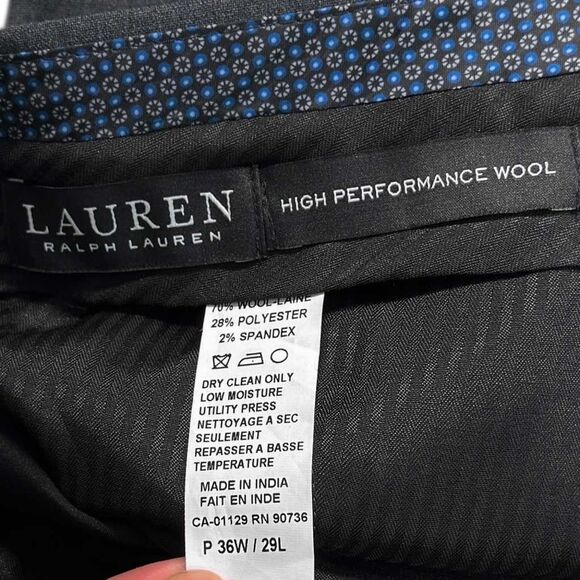 LAUREN
RALPH LAUREN
HIGH PERFORMANCE WOOL
70% WOOL-LAINE
28% POLYESTER
2% SPANDEX
DRY CLEAN ONLY
LOW MOISTURE
UTILITY PRESS
NETTOYAGE A SEC
SEULEMENT
REPASSER A BASSE
TEMPERATURE
MADE IN INDIA
FAIT EN INDE
CA-01129 RN 90736
P 36W / 29L